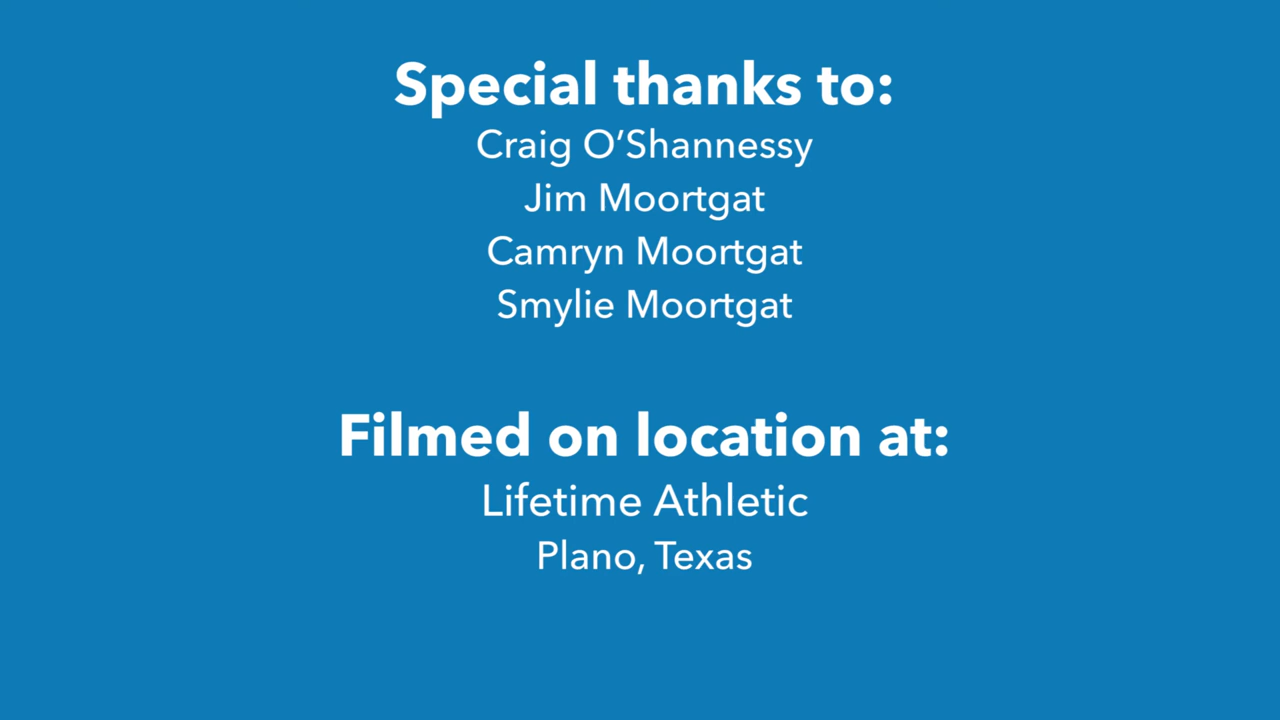 Special thanks to:
Craig O’Shannessy
Jim Moortgat
Camryn Moortgat
Smylie Moortgat
Filmed on location at:
Lifetime Athletic
Plano, Texas